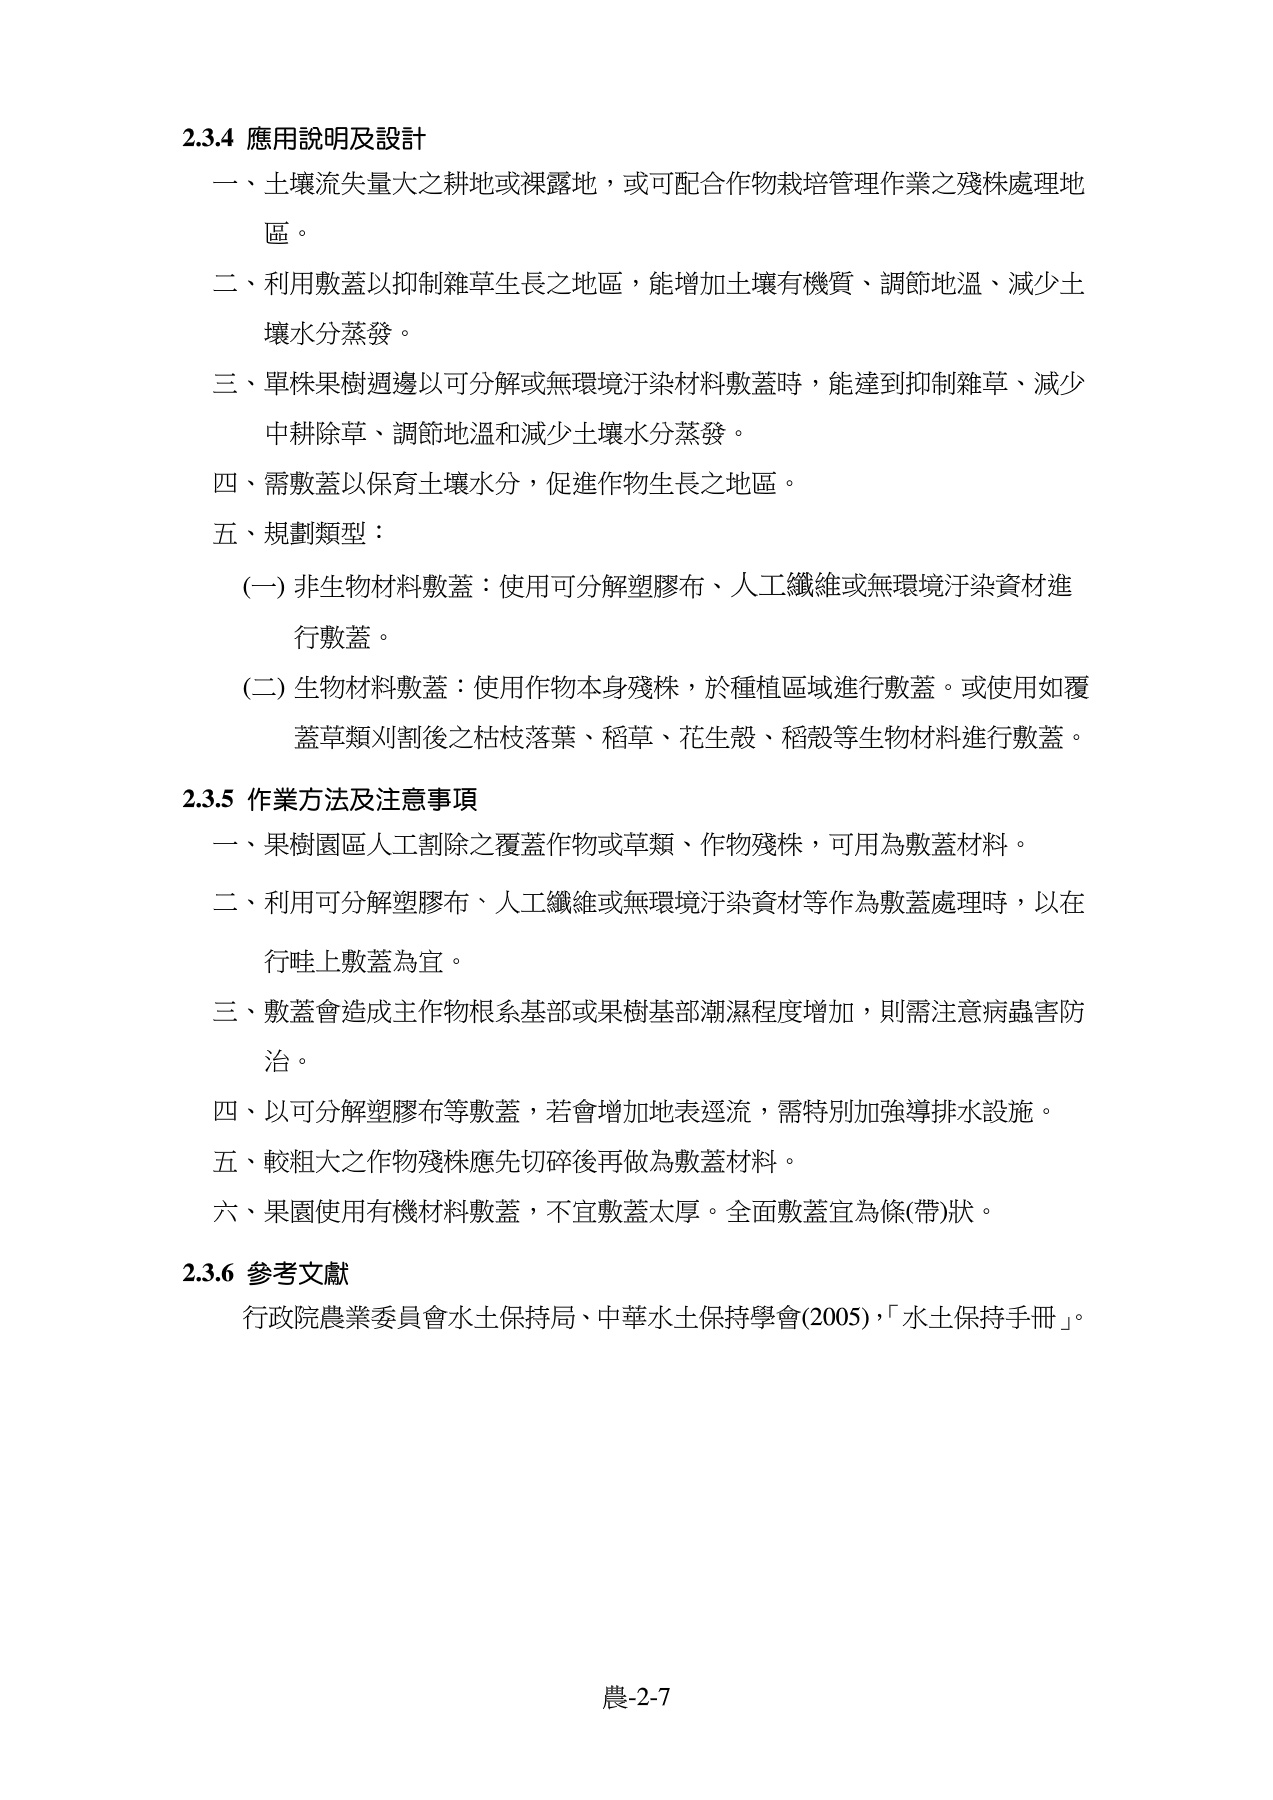 2.3.4 應用說明及設計
一、土壤流失量大之耕地或裸露地，或可配合作物栽培管理作業之殘株處理地
區。
二、利用敷蓋以抑制雜草生長之地區，能增加土壤有機質、調節地溫、減少土
壤水分蒸發。
三、單株果樹週邊以可分解或無環境汙染材料敷蓋時，能達到抑制雜草、減少
中耕除草、調節地溫和減少土壤水分蒸發。
四、需敷蓋以保育土壤水分，促進作物生長之地區。
五、規劃類型：
(一) 非生物材料敷蓋：使用可分解塑膠布、人工纖維或無環境汙染資材進
行敷蓋。
(二) 生物材料敷蓋：使用作物本身殘株，於種植區域進行敷蓋。或使用如覆
蓋草類刈割後之枯枝落葉、稻草、花生殼、稻殼等生物材料進行敷蓋。
2.3.5 作業方法及注意事項
一、果樹園區人工割除之覆蓋作物或草類、作物殘株，可用為敷蓋材料。
二、利用可分解塑膠布、人工纖維或無環境汙染資材等作為敷蓋處理時，以在
行畦上敷蓋為宜。
三、敷蓋會造成主作物根系基部或果樹基部潮濕程度增加，則需注意病蟲害防
治。
四、以可分解塑膠布等敷蓋，若會增加地表逕流，需特別加強導排水設施。
五、較粗大之作物殘株應先切碎後再做為敷蓋材料。
六、果園使用有機材料敷蓋，不宜敷蓋太厚。全面敷蓋宜為條(帶)狀。
2.3.6 參考文獻
行政院農業委員會水土保持局、中華水土保持學會(2005)，「水土保持手冊」。
農-2-7